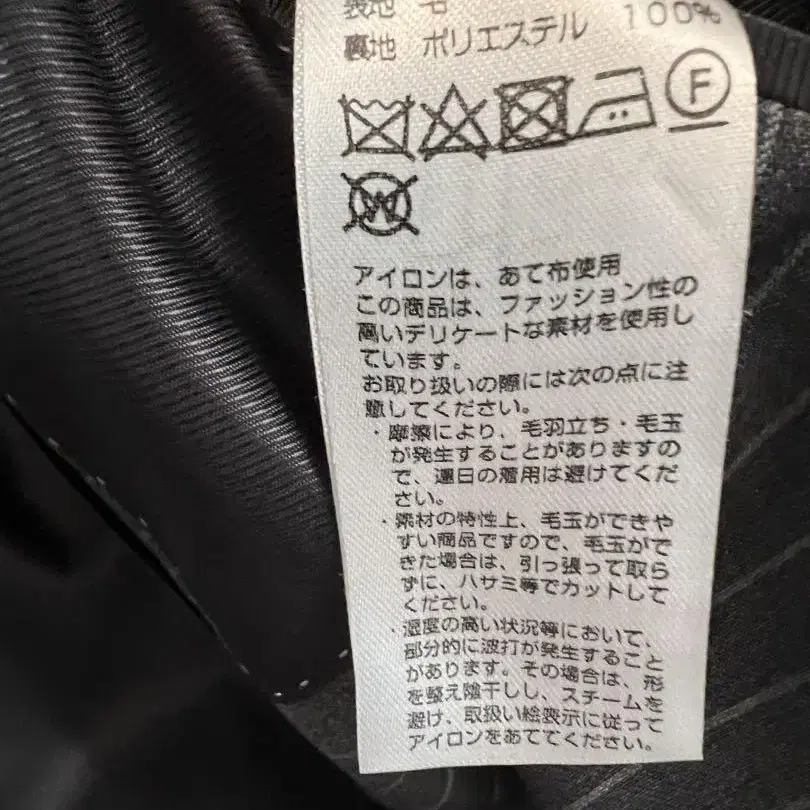 表地 毛
裏地 ポリエステル 100%
F
W
アイロンは、あて布使用
この商品は、ファッション性の
高いデリケートな素材を使用し
ています。
お取り扱いの際には次の点に注
意してください。
・摩擦により、毛羽立ち・毛玉
が発生することがありますの
で、連日の着用は避けてくだ
さい。
・素材の特性上、毛玉ができや
すい商品ですので、毛玉がで
きた場合は、引っ張って取ら
ずに、ハサミ等でカットして
ください。
・湿度の高い状況等において、
部分的に波打が発生すること
があります。その場合は、形
を整え陰干しし、スチームを
避け、取扱い絵表示に従って
アイロンをあててください。